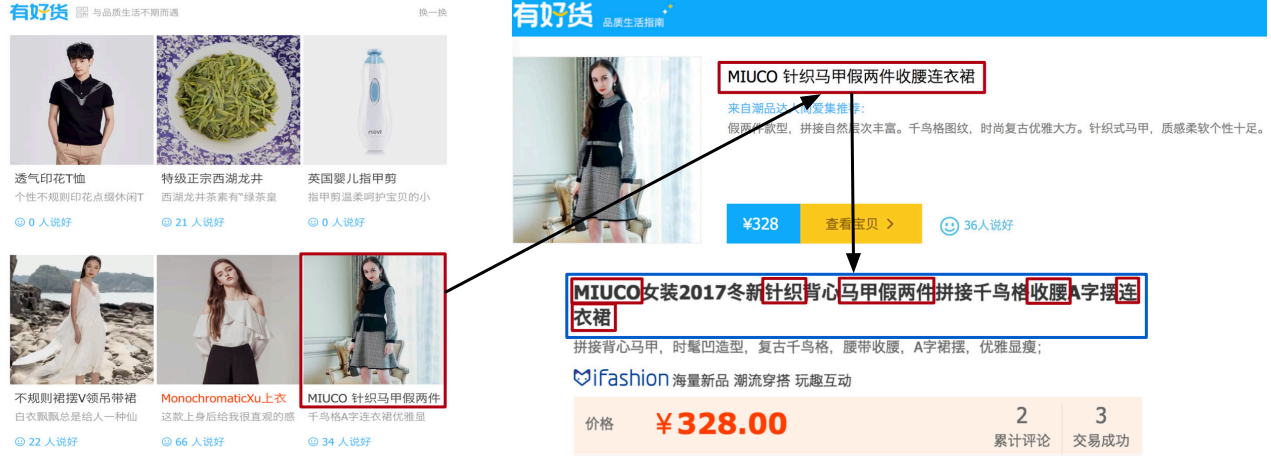 有好货 与品质生活不期而遇 换一换
透气印花T恤
个性不规则印花点缀休闲T
0 人说好
特级正宗西湖龙井
西湖龙井茶素有“绿茶皇
21 人说好
英国婴儿指甲剪
指甲剪温柔呵护宝贝的小
0 人说好
不规则裙摆V领吊带裙
白衣飘飘总是给人一种仙
22 人说好
MonochromaticXu上衣
这款上身后给我很直观的感
66 人说好
MIUCO 针织马甲假两件
千鸟格A字连衣裙优雅显
34 人说好
有好货 品质生活指南
MIUCO 针织马甲假两件收腰连衣裙
来自潮品达人尚爱集推荐:
假两件款型，拼接自然层次丰富。千鸟格图纹，时尚复古优雅大方。针织式马甲，质感柔软个性十足。
¥328 查看宝贝 > 36人说好
MIUCO女装2017冬新针织背心马甲假两件拼接千鸟格收腰A字摆连
衣裙
拼接背心马甲，时髦凹造型，复古千鸟格，腰带收腰，A字裙摆，优雅显瘦；
ifashion 海量新品 潮流穿搭 玩趣互动
价格 ¥328.00
2
累计评论
3
交易成功